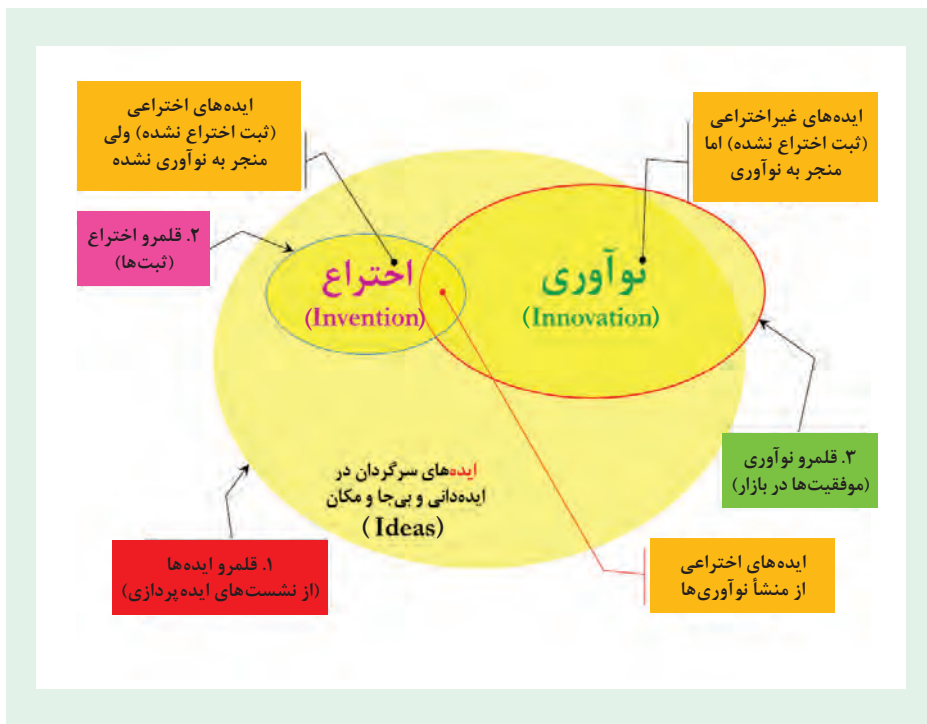 ایده‌های غیراختراعی
(ثبت اختراع نشده) اما
منجر به نوآوری
ایده‌های اختراعی
(ثبت اختراع نشده) ولی
منجر به نوآوری نشده
۲. قلمرو اختراع
(ثبت‌ها)
نوآوری
(Innovation)
اختراع
(Invention)
۳. قلمرو نوآوری
(موفقیت‌ها در بازار)
ایده‌های سرگردان در
ایده‌دانی و بی‌جا و مکان
(Ideas)
ایده‌های اختراعی
از منشأ نوآوری‌ها
۱. قلمرو ایده‌ها
(از نشست‌های ایده‌پردازی)